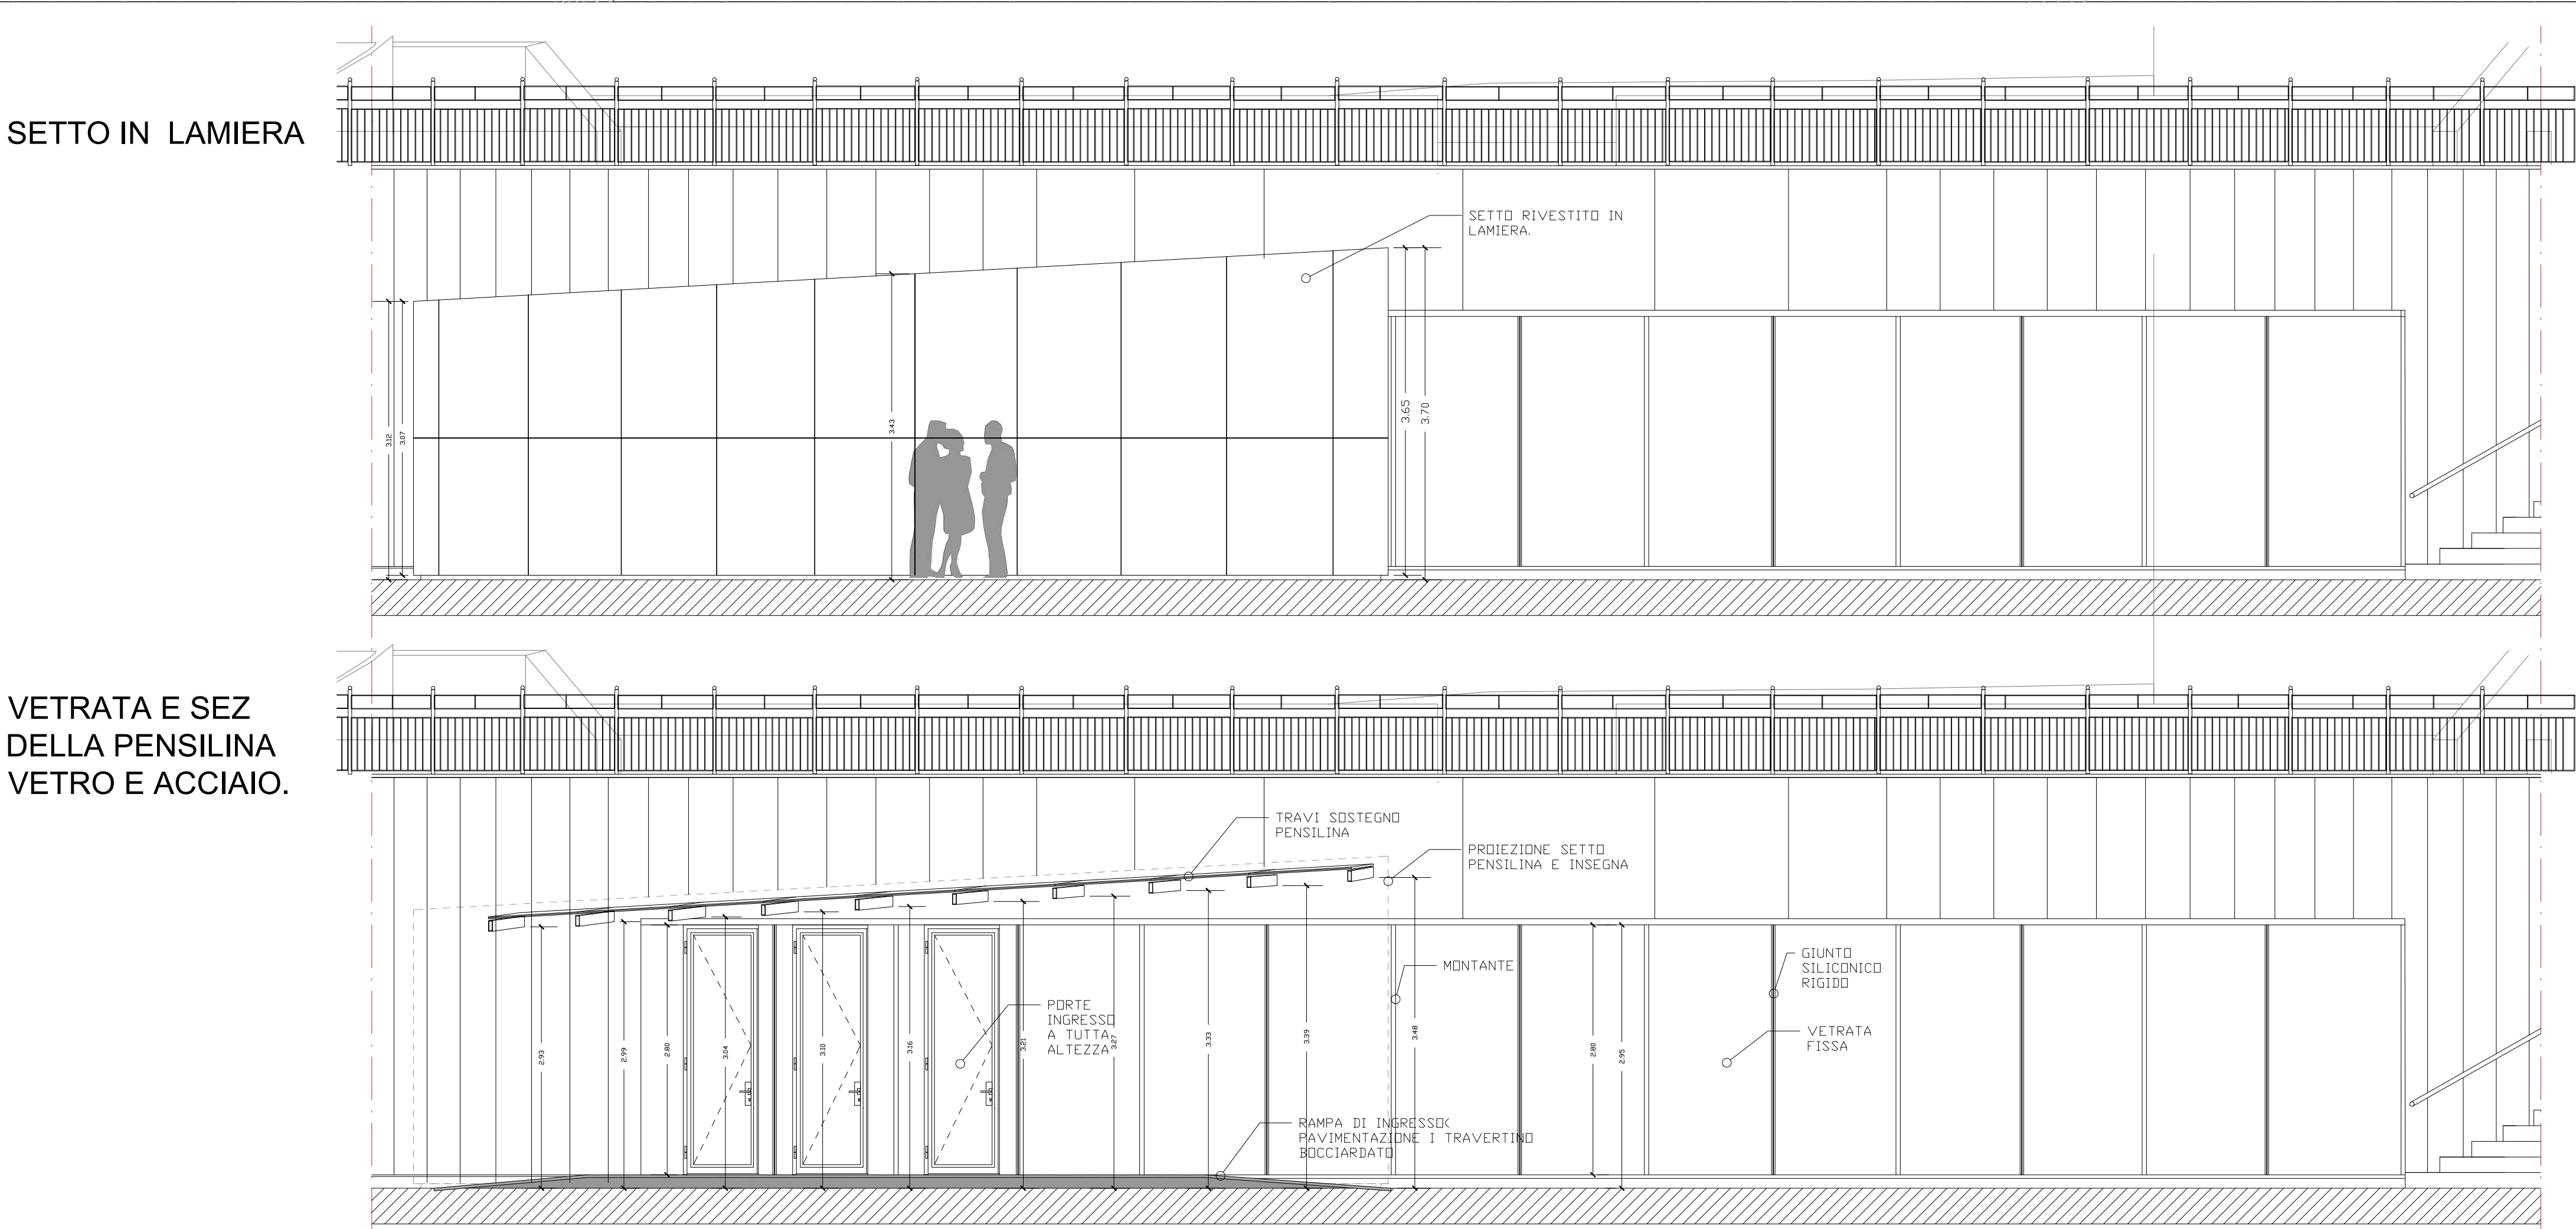 SETTO IN LAMIERA
SETTO RIVESTITO IN
LAMIERA.
3.12
3.07
3.43
3.65
3.70
VETRATA E SEZ
DELLA PENSILINA
VETRO E ACCIAIO.
TRAVI SOSTEGNO
PENSILINA
PROIEZIONE SETTO
PENSILINA E INSEGNA
MONTANTE
GIUNTO
SILICONICO
RIGIDO
PORTE
INGRESSO
A TUTTA
ALTEZZA
VETRATA
FISSA
2.93
2.99
2.80
3.04
3.10
3.16
3.21
3.27
3.33
3.39
3.48
2.80
2.95
RAMPA DI INGRESSO(
PAVIMENTAZIONE I TRAVERTINO
BOCCIARDATO